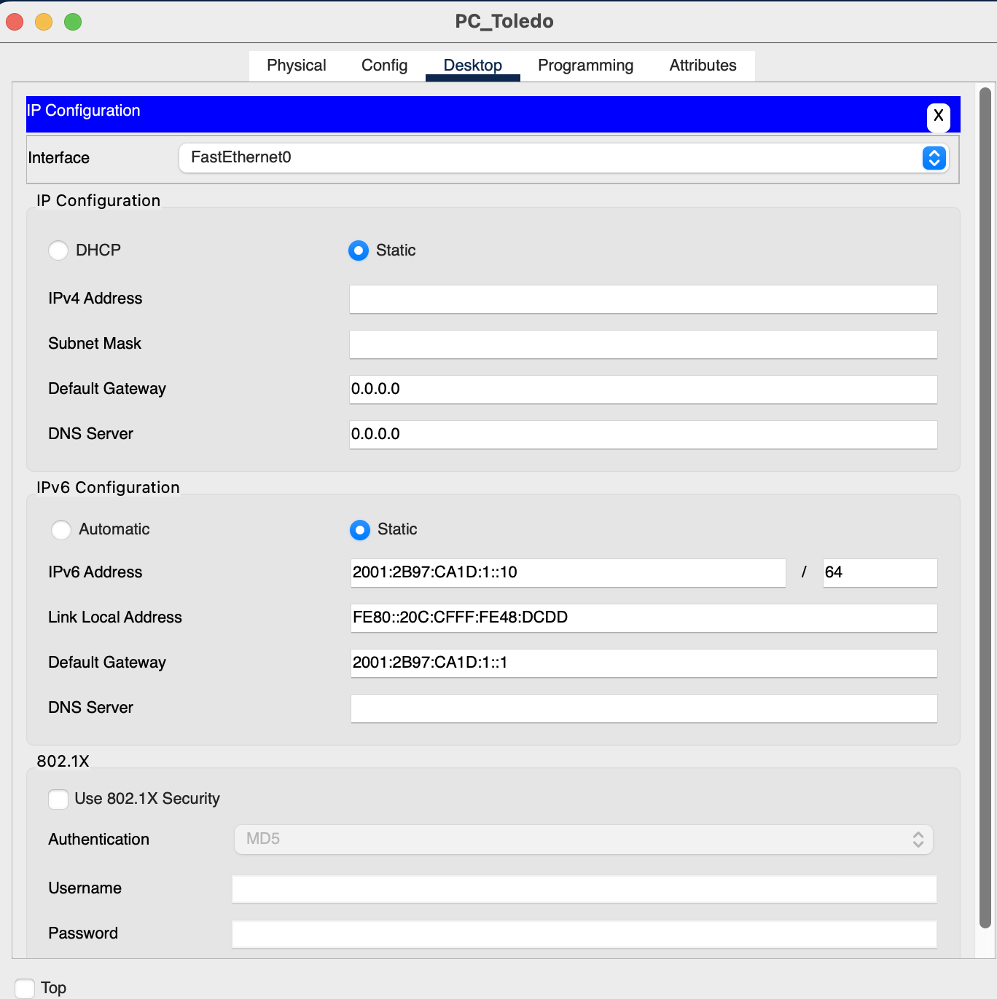 PC_Toledo
Physical Config Desktop Programming Attributes
IP Configuration X
Interface FastEthernet0
IP Configuration
DHCP Static
IPv4 Address
Subnet Mask
Default Gateway 0.0.0.0
DNS Server 0.0.0.0
IPv6 Configuration
Automatic Static
IPv6 Address 2001:2B97:CA1D:1::10 / 64
Link Local Address FE80::20C:CFFF:FE48:DCDD
Default Gateway 2001:2B97:CA1D:1::1
DNS Server
802.1X
Use 802.1X Security
Authentication MD5
Username
Password
Top